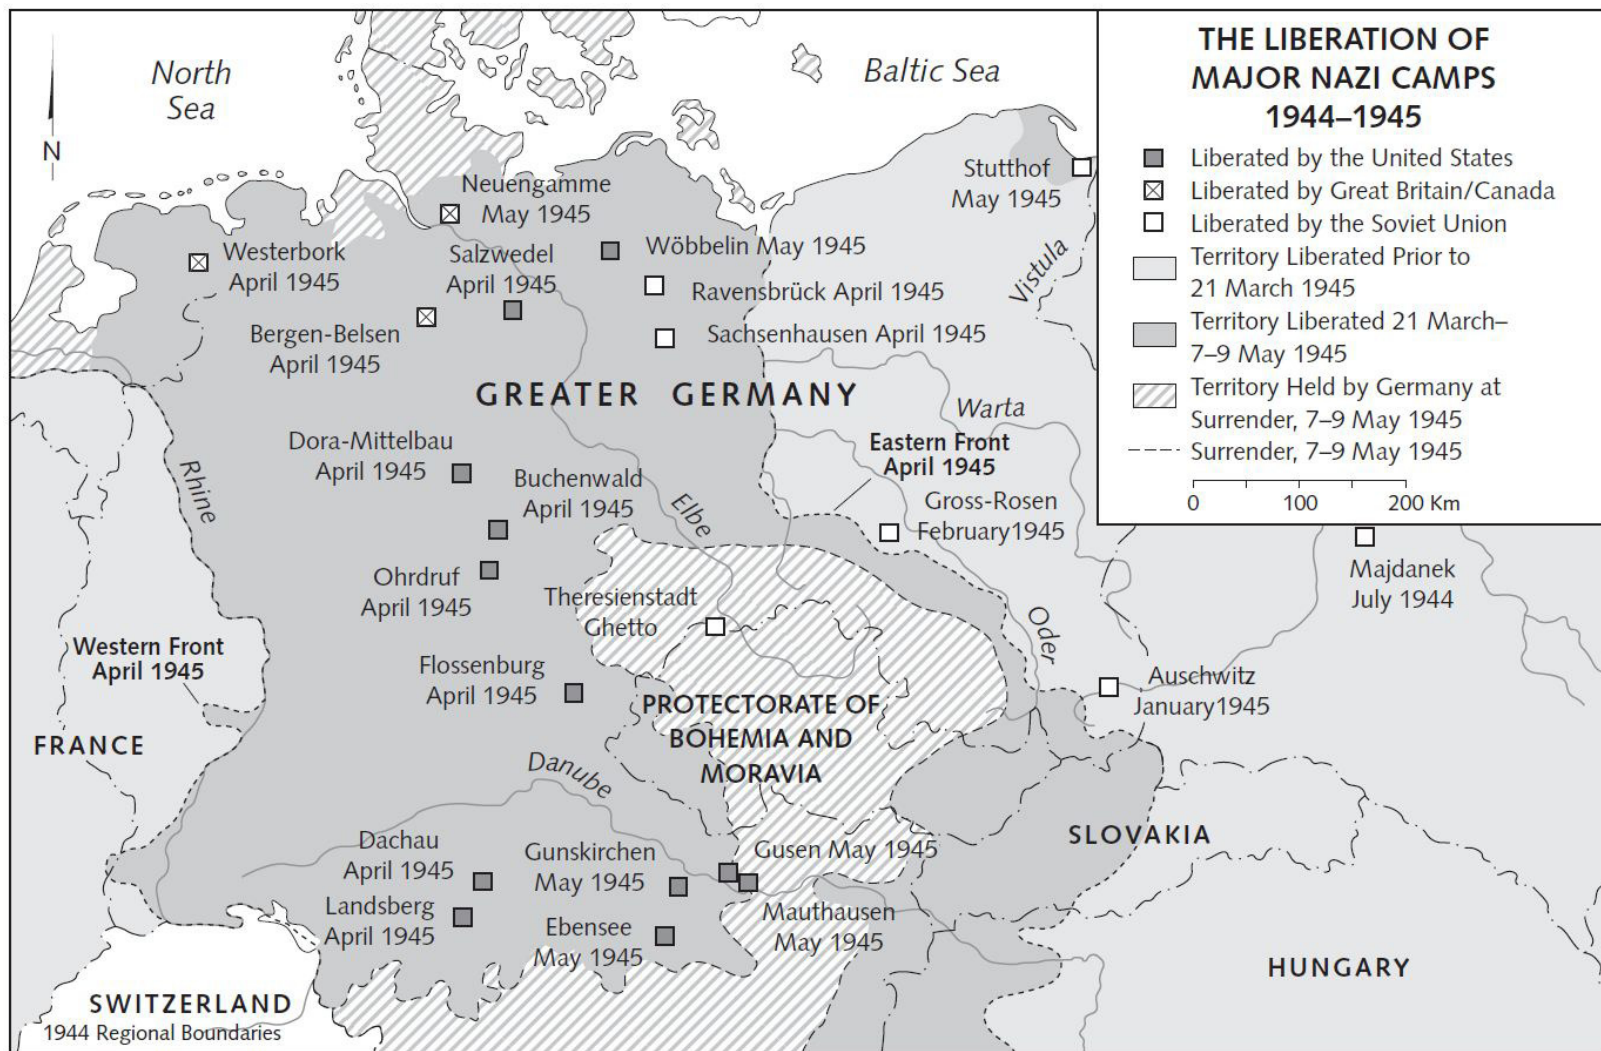 THE LIBERATION OF
MAJOR NAZI CAMPS
1944–1945
Liberated by the United States
Liberated by Great Britain/Canada
Liberated by the Soviet Union
Territory Liberated Prior to
21 March 1945
Territory Liberated 21 March–
7–9 May 1945
Territory Held by Germany at
Surrender, 7–9 May 1945
Surrender, 7–9 May 1945
0 100 200 Km
North
Sea
Baltic Sea
N
Stutthof
May 1945
Neuengamme
May 1945
Westerbork
April 1945
Salzwedel
April 1945
Wöbbelin May 1945
Ravensbrück April 1945
Sachsenhausen April 1945
Bergen-Belsen
April 1945
Vistula
GREATER GERMANY
Warta
Eastern Front
April 1945
Dora-Mittelbau
April 1945
Rhine
Buchenwald
April 1945
Elbe
Gross-Rosen
February1945
Majdanek
July 1944
Ohrdruf
April 1945
Theresienstadt
Ghetto
Oder
Western Front
April 1945
Flossenburg
April 1945
Auschwitz
January1945
PROTECTORATE OF
BOHEMIA AND
MORAVIA
FRANCE
Danube
SLOVAKIA
Dachau
April 1945
Gunskirchen
May 1945
Gusen May 1945
Landsberg
April 1945
Ebensee
May 1945
Mauthausen
May 1945
HUNGARY
SWITZERLAND
1944 Regional Boundaries